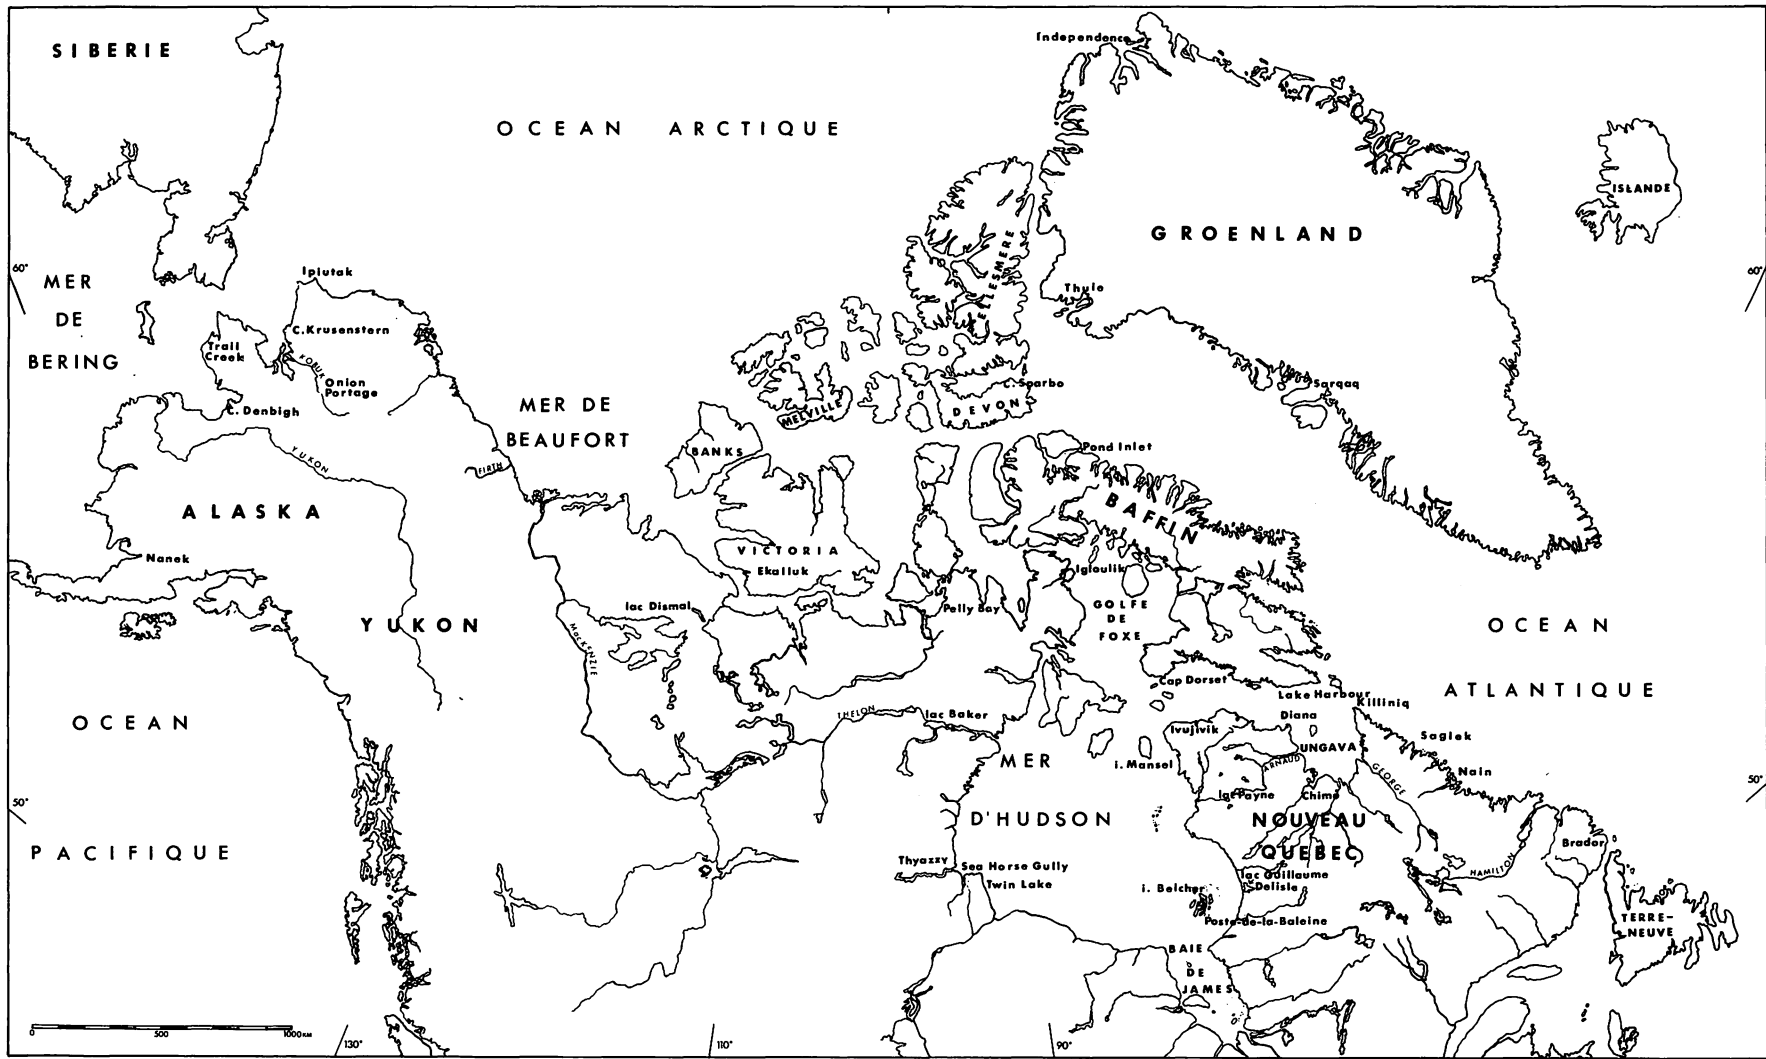 SIBERIE
Independence
OCEAN ARCTIQUE
ISLANDE
GROENLAND
ELLESMERE
60°
60°
MER
DE
BERING
Ipiutak
Thule
C.Krusenstern
Trail
Creek
KOBUK
Onion
Portage
C. Denbigh
C. Sparbo
Sarqaq
MELVILLE
DEVON
MER DE
BEAUFORT
BANKS
Pond Inlet
YUKON
FIRTH
BAFFIN
ALASKA
VICTORIA
Nanek
Ekalluk
Igloulik
lac Dismal
Pelly Bay
GOLFE
DE
FOXE
YUKON
MacKENZIE
OCEAN
ATLANTIQUE
Cap Dorset
Lake Harbour
Killiniq
THELON
lac Baker
OCEAN
PACIFIQUE
Diana
Ivujivik
Saglek
UNGAVA
MER
D'HUDSON
i. Mansel
ARNAUD
GEORGE
Nain
50°
50°
lac Payne
Chimo
NOUVEAU
QUEBEC
Brador
HAMILTON
Thyazzy
Sea Horse Gully
Twin Lake
i. Belcher
lac Guillaume
Delisle
Poste-de-la-Baleine
TERRE-
NEUVE
BAIE
DE
JAMES
0 500 1000KM
130°
110°
90°